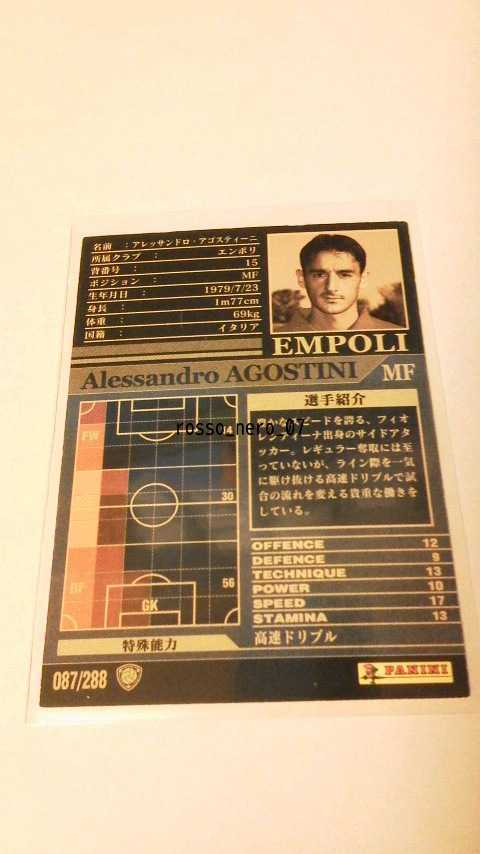 名前 ：アレッサンドロ・アゴスティーニ
所属クラブ ： エンポリ
背番号 ： 15
ポジション ： MF
生年月日 ： 1979/7/23
身長 ： 1m77cm
体重 ： 69kg
国籍 ： イタリア
EMPOLI
Alessandro AGOSTINI MF
選手紹介
ードを誇る、フィオ
ーナ出身のサイドアタ
ッカー。レギュラー奪取には至
っていないが、ライン際を一気
に駆け抜ける高速ドリブルで試
合の流れを変える貴重な働きを
している。
rosso_nero_07
FW
14
30
DF
56
GK
OFFENCE 12
DEFENCE 9
TECHNIQUE 13
POWER 10
SPEED 17
STAMINA 13
特殊能力 高速ドリブル
087/288
PANINI